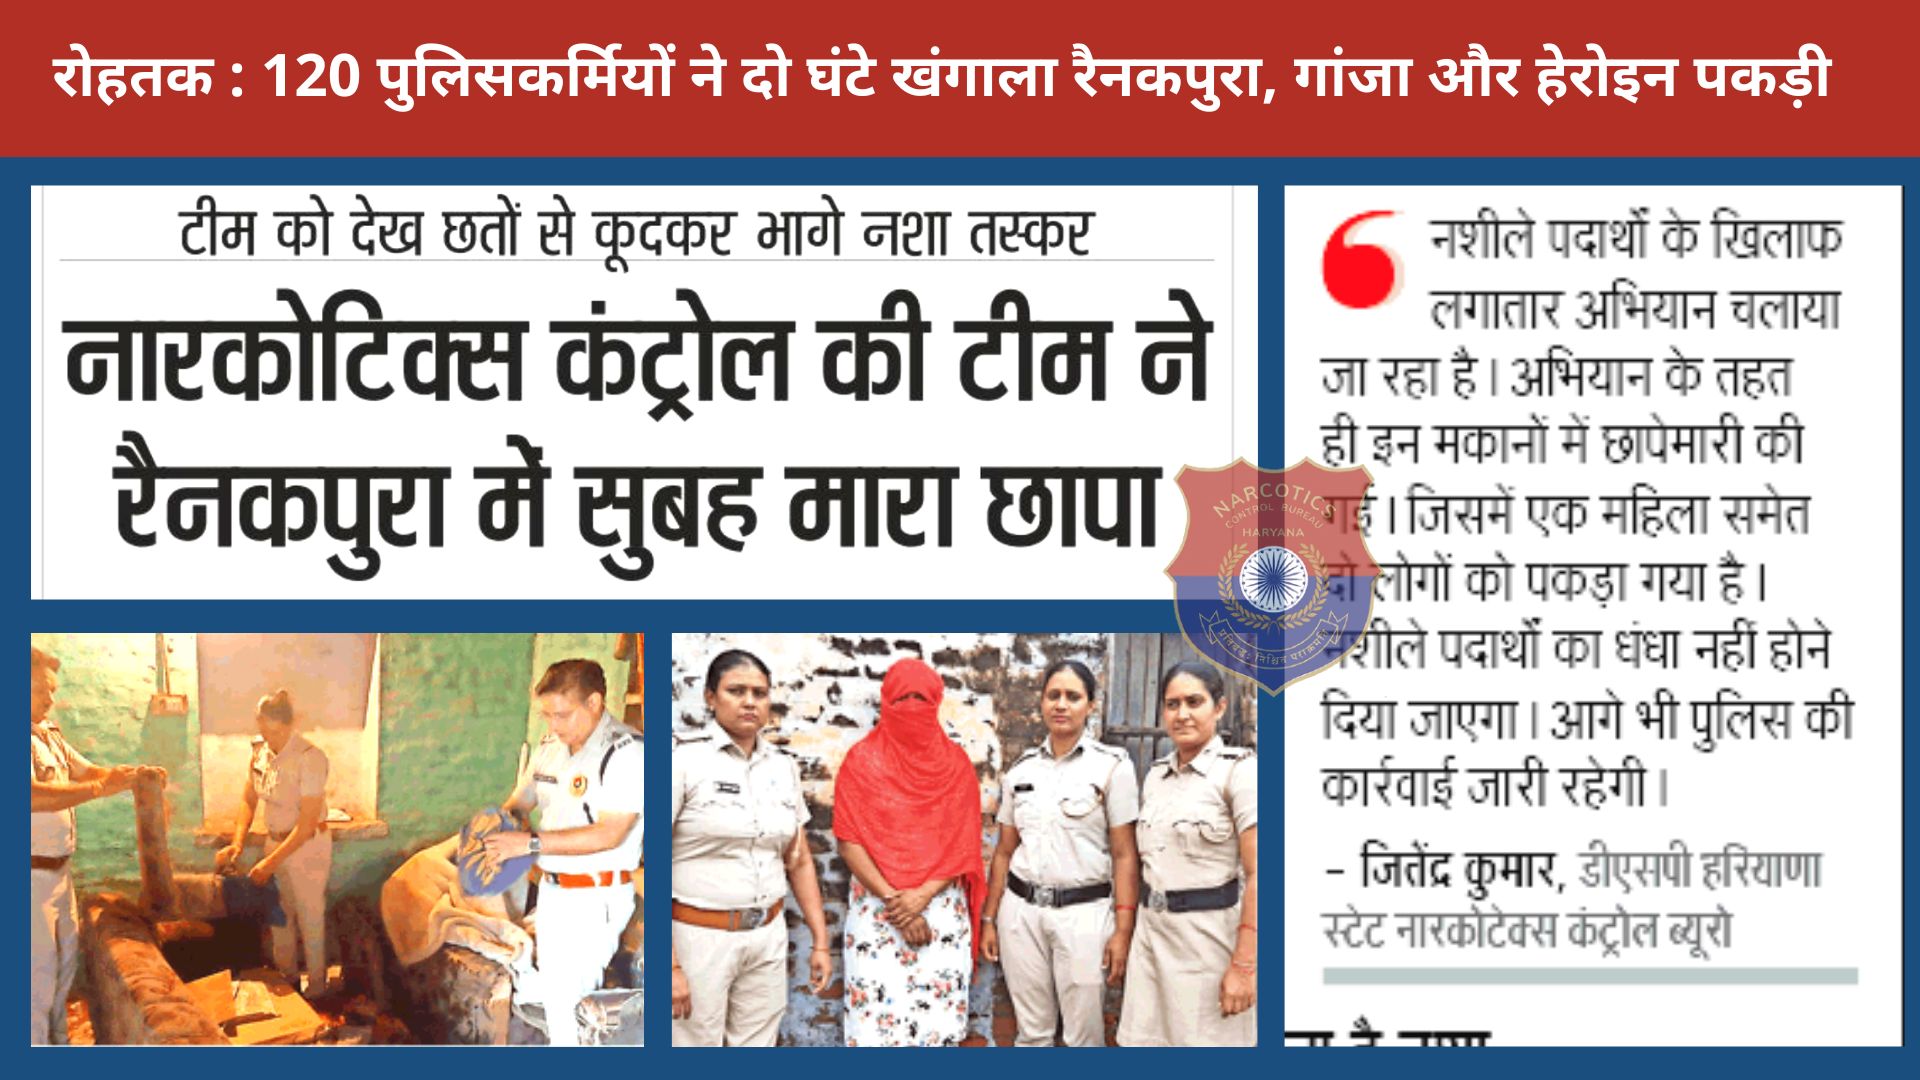 रोहतक : 120 पुलिसकर्मियों ने दो घंटे खंगाला रैनकपुरा, गांजा और हेरोइन पकड़ी
टीम को देख छतों से कूदकर भागे नशा तस्कर
नारकोटिक्स कंट्रोल की टीम ने
रैनकपुरा में सुबह मारा छापा
नशीले पदार्थों के खिलाफ
लगातार अभियान चलाया
जा रहा है। अभियान के तहत
ही इन मकानों में छापेमारी की
गई। जिसमें एक महिला समेत
दो लोगों को पकड़ा गया है।
नशीले पदार्थों का धंधा नहीं होने
दिया जाएगा। आगे भी पुलिस की
कार्रवाई जारी रहेगी।
- जितेंद्र कुमार, डीएसपी हरियाणा
स्टेट नारकोटेक्स कंट्रोल ब्यूरो
NARCOTICS
CONTROL BUREAU
HARYANA